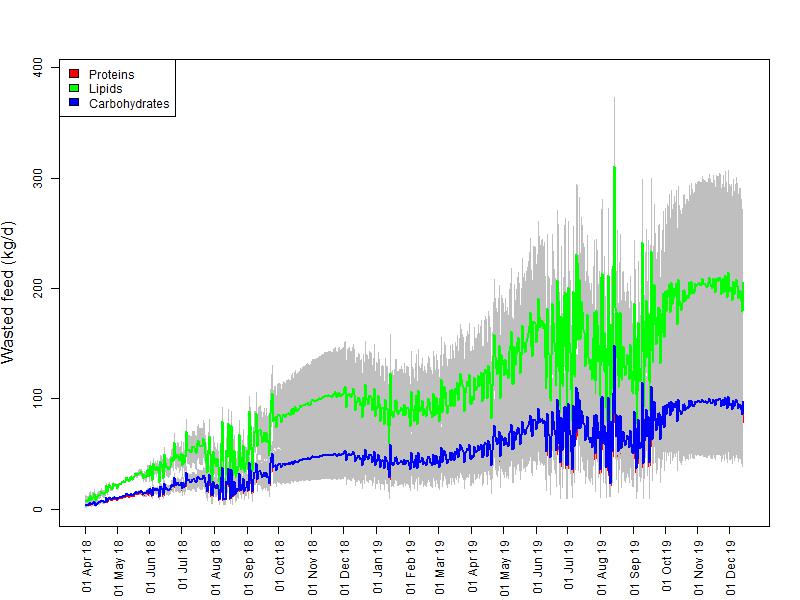 Wasted feed (kg/d)
400
300
200
100
0
Proteins
Lipids
Carbohydrates
01 Apr 18
01 May 18
01 Jun 18
01 Jul 18
01 Aug 18
01 Sep 18
01 Oct 18
01 Nov 18
01 Dec 18
01 Jan 19
01 Feb 19
01 Mar 19
01 Apr 19
01 May 19
01 Jun 19
01 Jul 19
01 Aug 19
01 Sep 19
01 Oct 19
01 Nov 19
01 Dec 19